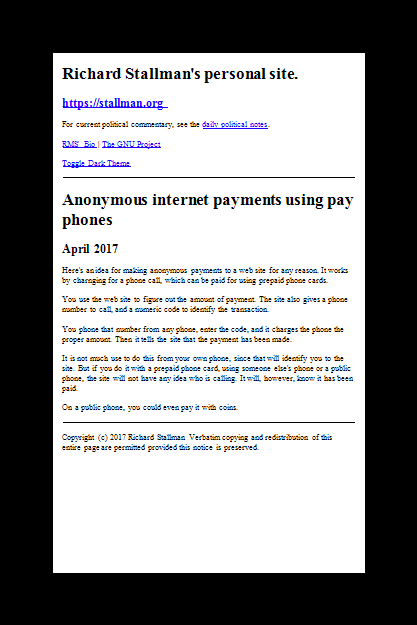 Richard Stallman's personal site.
https://stallman.org
For current political commentary, see the daily political notes.
RMS' Bio | The GNU Project
Toggle Dark Theme
Anonymous internet payments using pay
phones
April 2017
Here's an idea for making anonymous payments to a web site for any reason. It works
by charnging for a phone call, which can be paid for using prepaid phone cards.
You use the web site to figure out the amount of payment. The site also gives a phone
number to call, and a numeric code to identify the transaction.
You phone that number from any phone, enter the code, and it charges the phone the
proper amount. Then it tells the site that the payment has been made.
It is not much use to do this from your own phone, since that will identify you to the
site. But if you do it with a prepaid phone card, using someone else's phone or a public
phone, the site will not have any idea who is calling. It will, however, know it has been
paid.
On a public phone, you could even pay it with coins.
Copyright (c) 2017 Richard Stallman Verbatim copying and redistribution of this
entire page are permitted provided this notice is preserved.